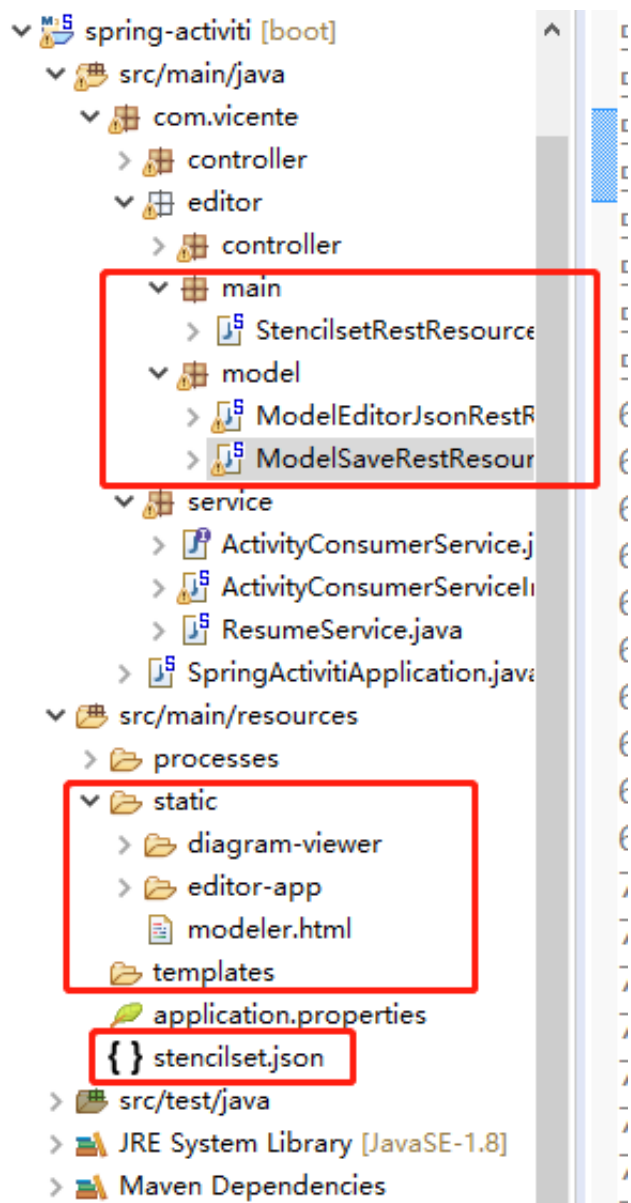 spring-activiti [boot]
src/main/java
com.vicente
controller
editor
controller
main
StencilsetRestResource
model
ModelEditorJsonRestR
ModelSaveRestResour
service
ActivityConsumerService.j
ActivityConsumerServiceI
ResumeService.java
SpringActivitiApplication.java
src/main/resources
processes
static
diagram-viewer
editor-app
modeler.html
templates
application.properties
{ } stencilset.json
src/test/java
JRE System Library [JavaSE-1.8]
Maven Dependencies